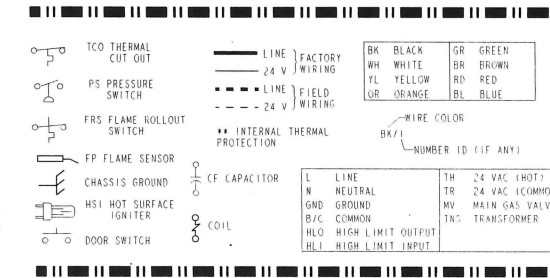 TCO THERMAL
CUT OUT
PS PRESSURE
SWITCH
FRS FLAME ROLLOUT
SWITCH
FP FLAME SENSOR
CHASSIS GROUND
HSI HOT SURFACE
IGNITER
DOOR SWITCH
LINE
24 V
FACTORY
WIRING
LINE
24 V
FIELD
WIRING
** INTERNAL THERMAL
PROTECTION
CF CAPACITOR
COIL
BK BLACK GR GREEN
WH WHITE BR BROWN
YL YELLOW RD RED
OR ORANGE BL BLUE
WIRE COLOR
BK/1
NUMBER ID (IF ANY)
L LINE TH 24 VAC (HOT)
N NEUTRAL TR 24 VAC (COMMO
GND GROUND MV MAIN GAS VALV
B/C COMMON TNS TRANSFORMER
HLO HIGH LIMIT OUTPUT
HLI HIGH LIMIT INPUT